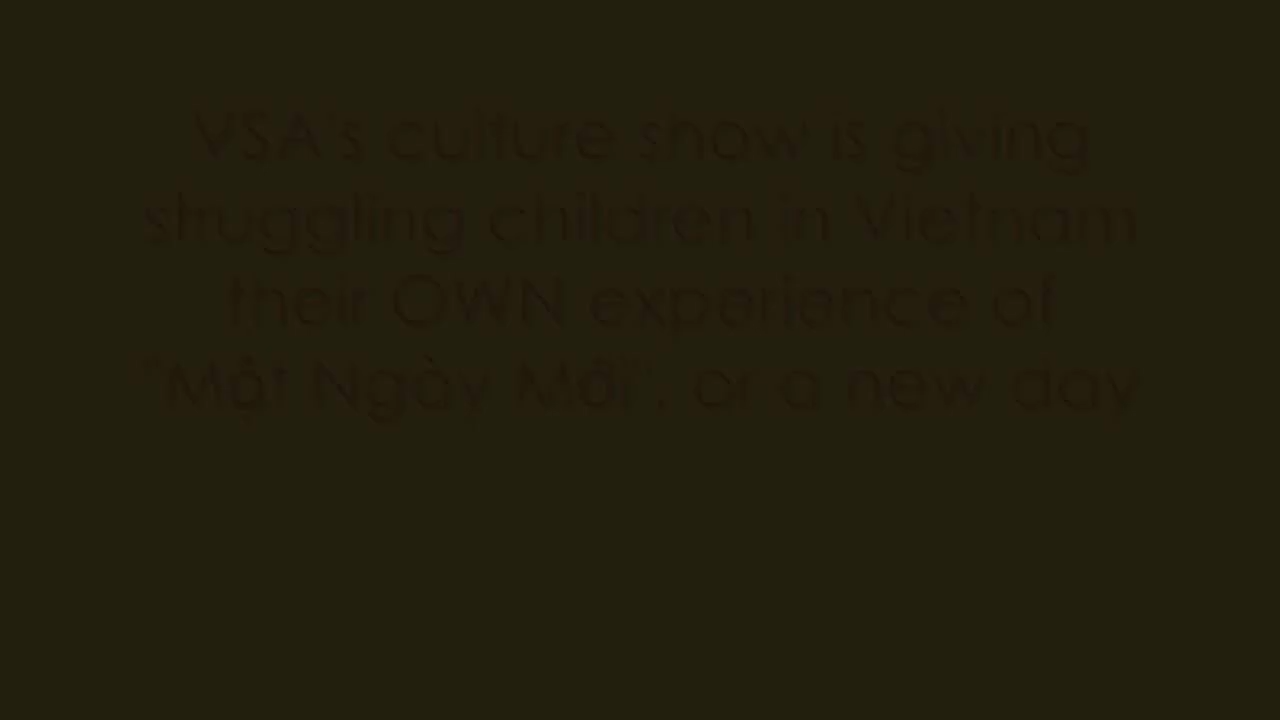 VSA's culture show is giving
struggling children in Vietnam
their OWN experience of
"Một Ngày Mới", or a new day